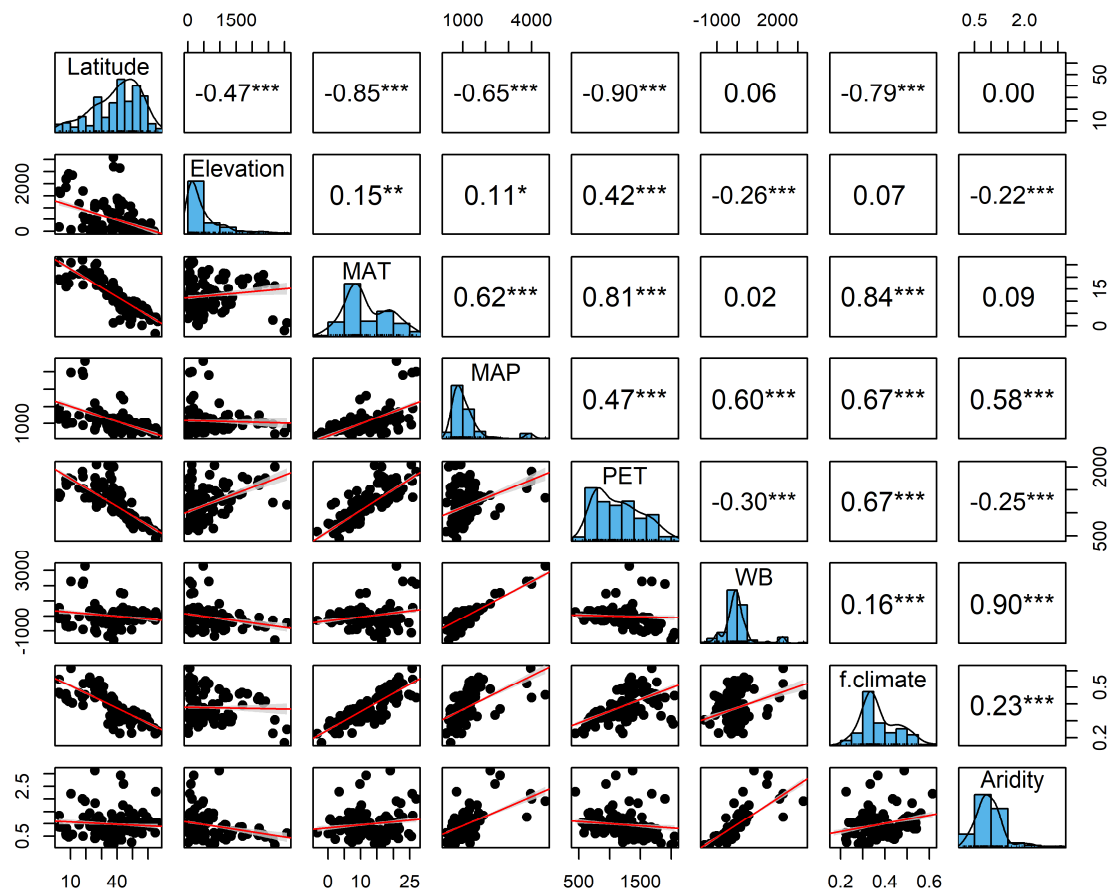 0 1500 1000 4000 -1000 2000 0.5 2.0
Latitude -0.47*** -0.85*** -0.65*** -0.90*** 0.06 -0.79*** 0.00 10 50
0 2000 Elevation 0.15** 0.11* 0.42*** -0.26*** 0.07 -0.22***
MAT 0.62*** 0.81*** 0.02 0.84*** 0.09 0 15
1000 MAP 0.47*** 0.60*** 0.67*** 0.58***
PET -0.30*** 0.67*** -0.25*** 500 2000
-1000 3000 WB 0.16*** 0.90***
f.climate 0.23*** 0.2 0.5
0.5 2.5 Aridity
10 40 0 10 25 500 1500 0.2 0.4 0.6